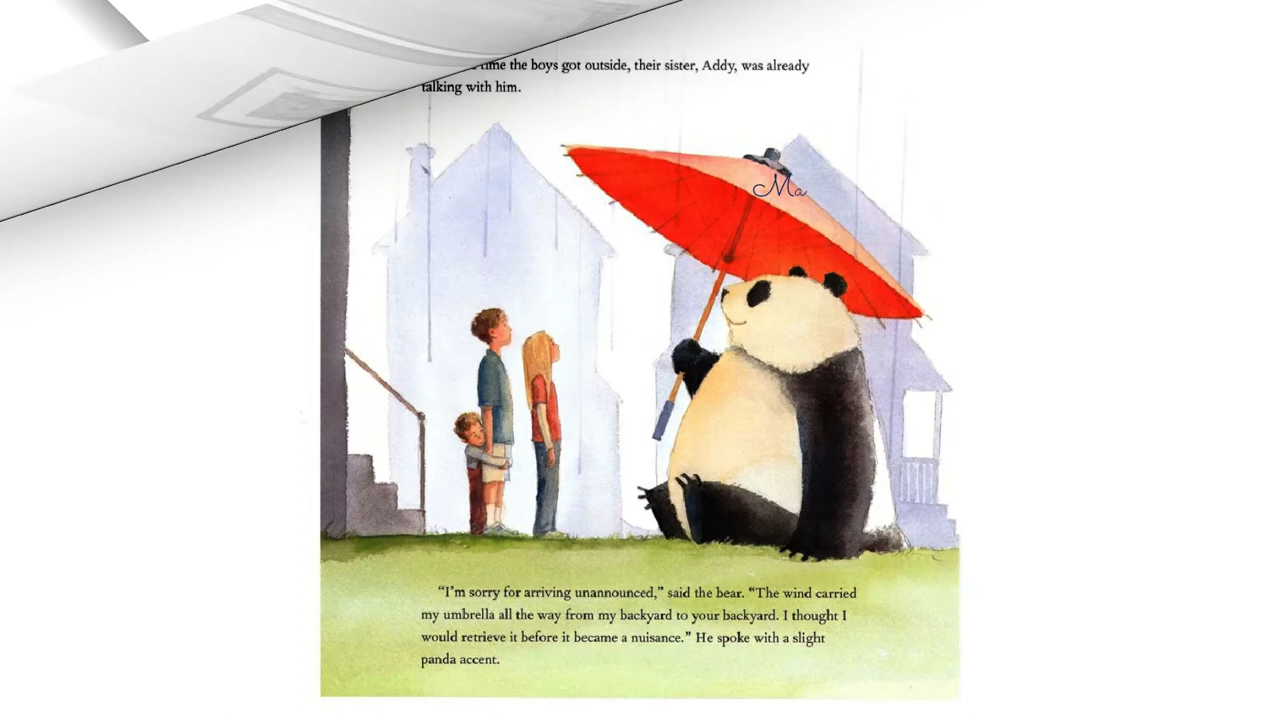 time the boys got outside, their sister, Addy, was already
talking with him.
Ma
“I’m sorry for arriving unannounced,” said the bear. “The wind carried
my umbrella all the way from my backyard to your backyard. I thought I
would retrieve it before it became a nuisance.” He spoke with a slight
panda accent.